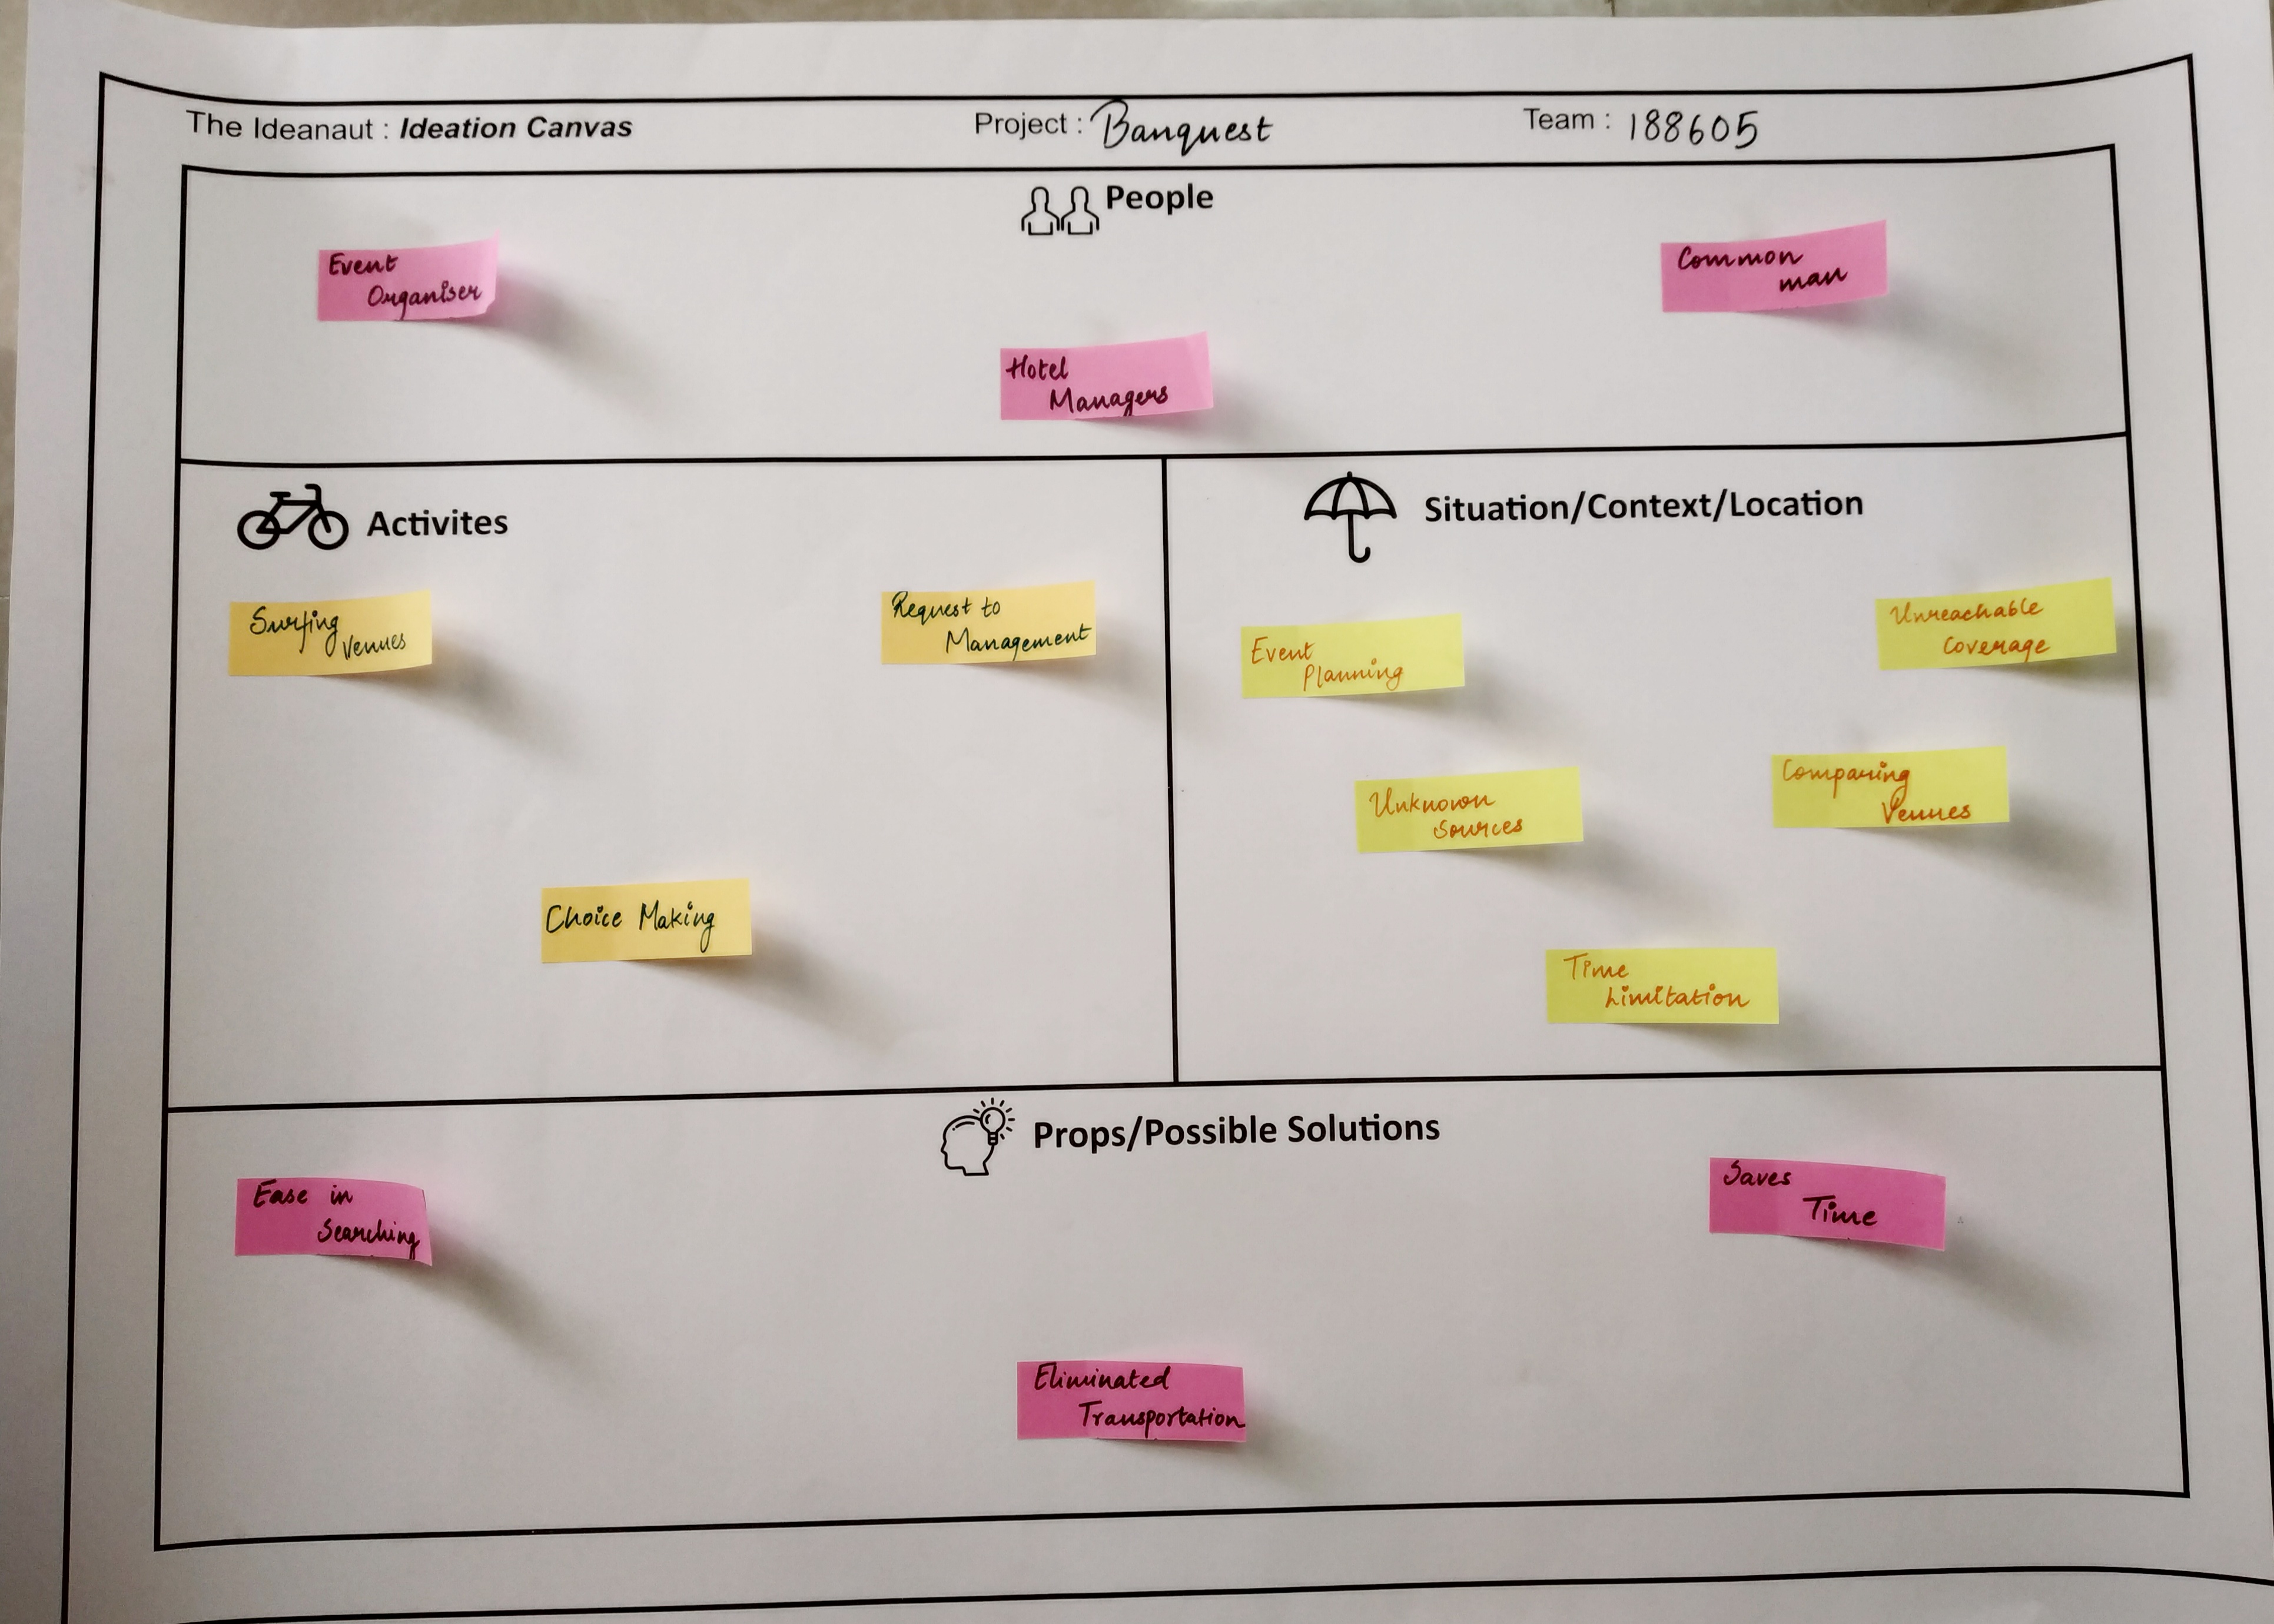 The Ideanaut : Ideation Canvas
Project : Banquest
Team : 188605
People
Event
Organiser
Hotel
Managers
Common
man
Activites
Surfing
Venues
Request to
Management
Choice Making
Situation/Context/Location
Event
Planning
Unreachable
Coverage
Unknown
Sources
Comparing
Venues
Time
Limitation
Props/Possible Solutions
Ease in
Searching
Eliminated
Transportation
Saves
Time